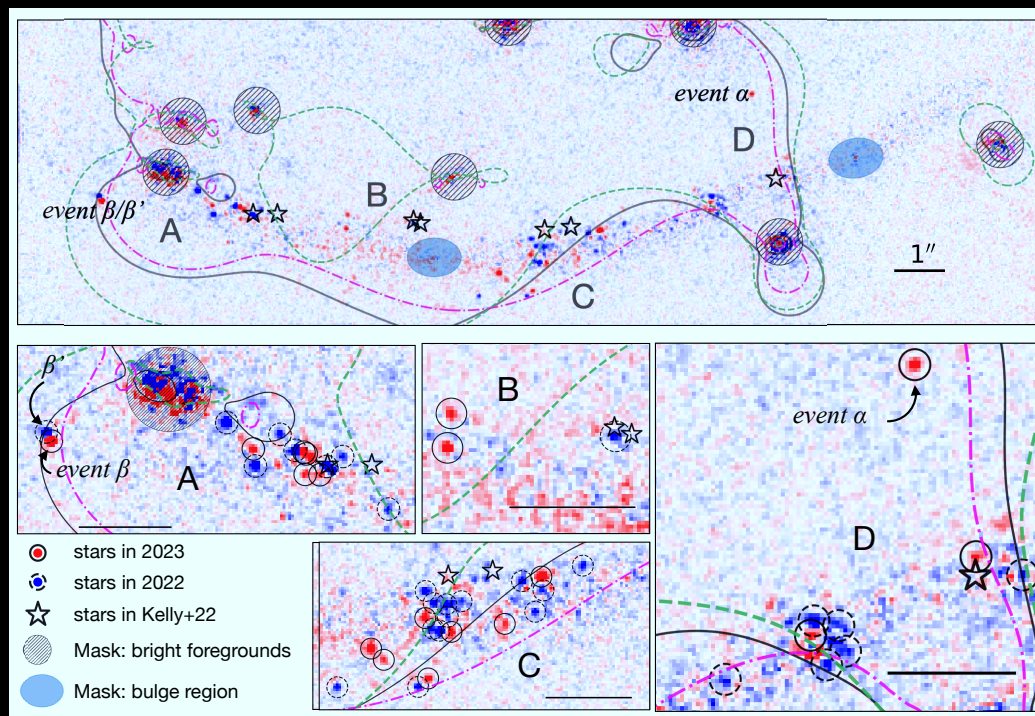 event α
D
B
event β/β’
A
C
1″
β’
event β
A
B
event α
D
C
stars in 2023
stars in 2022
stars in Kelly+22
Mask: bright foregrounds
Mask: bulge region